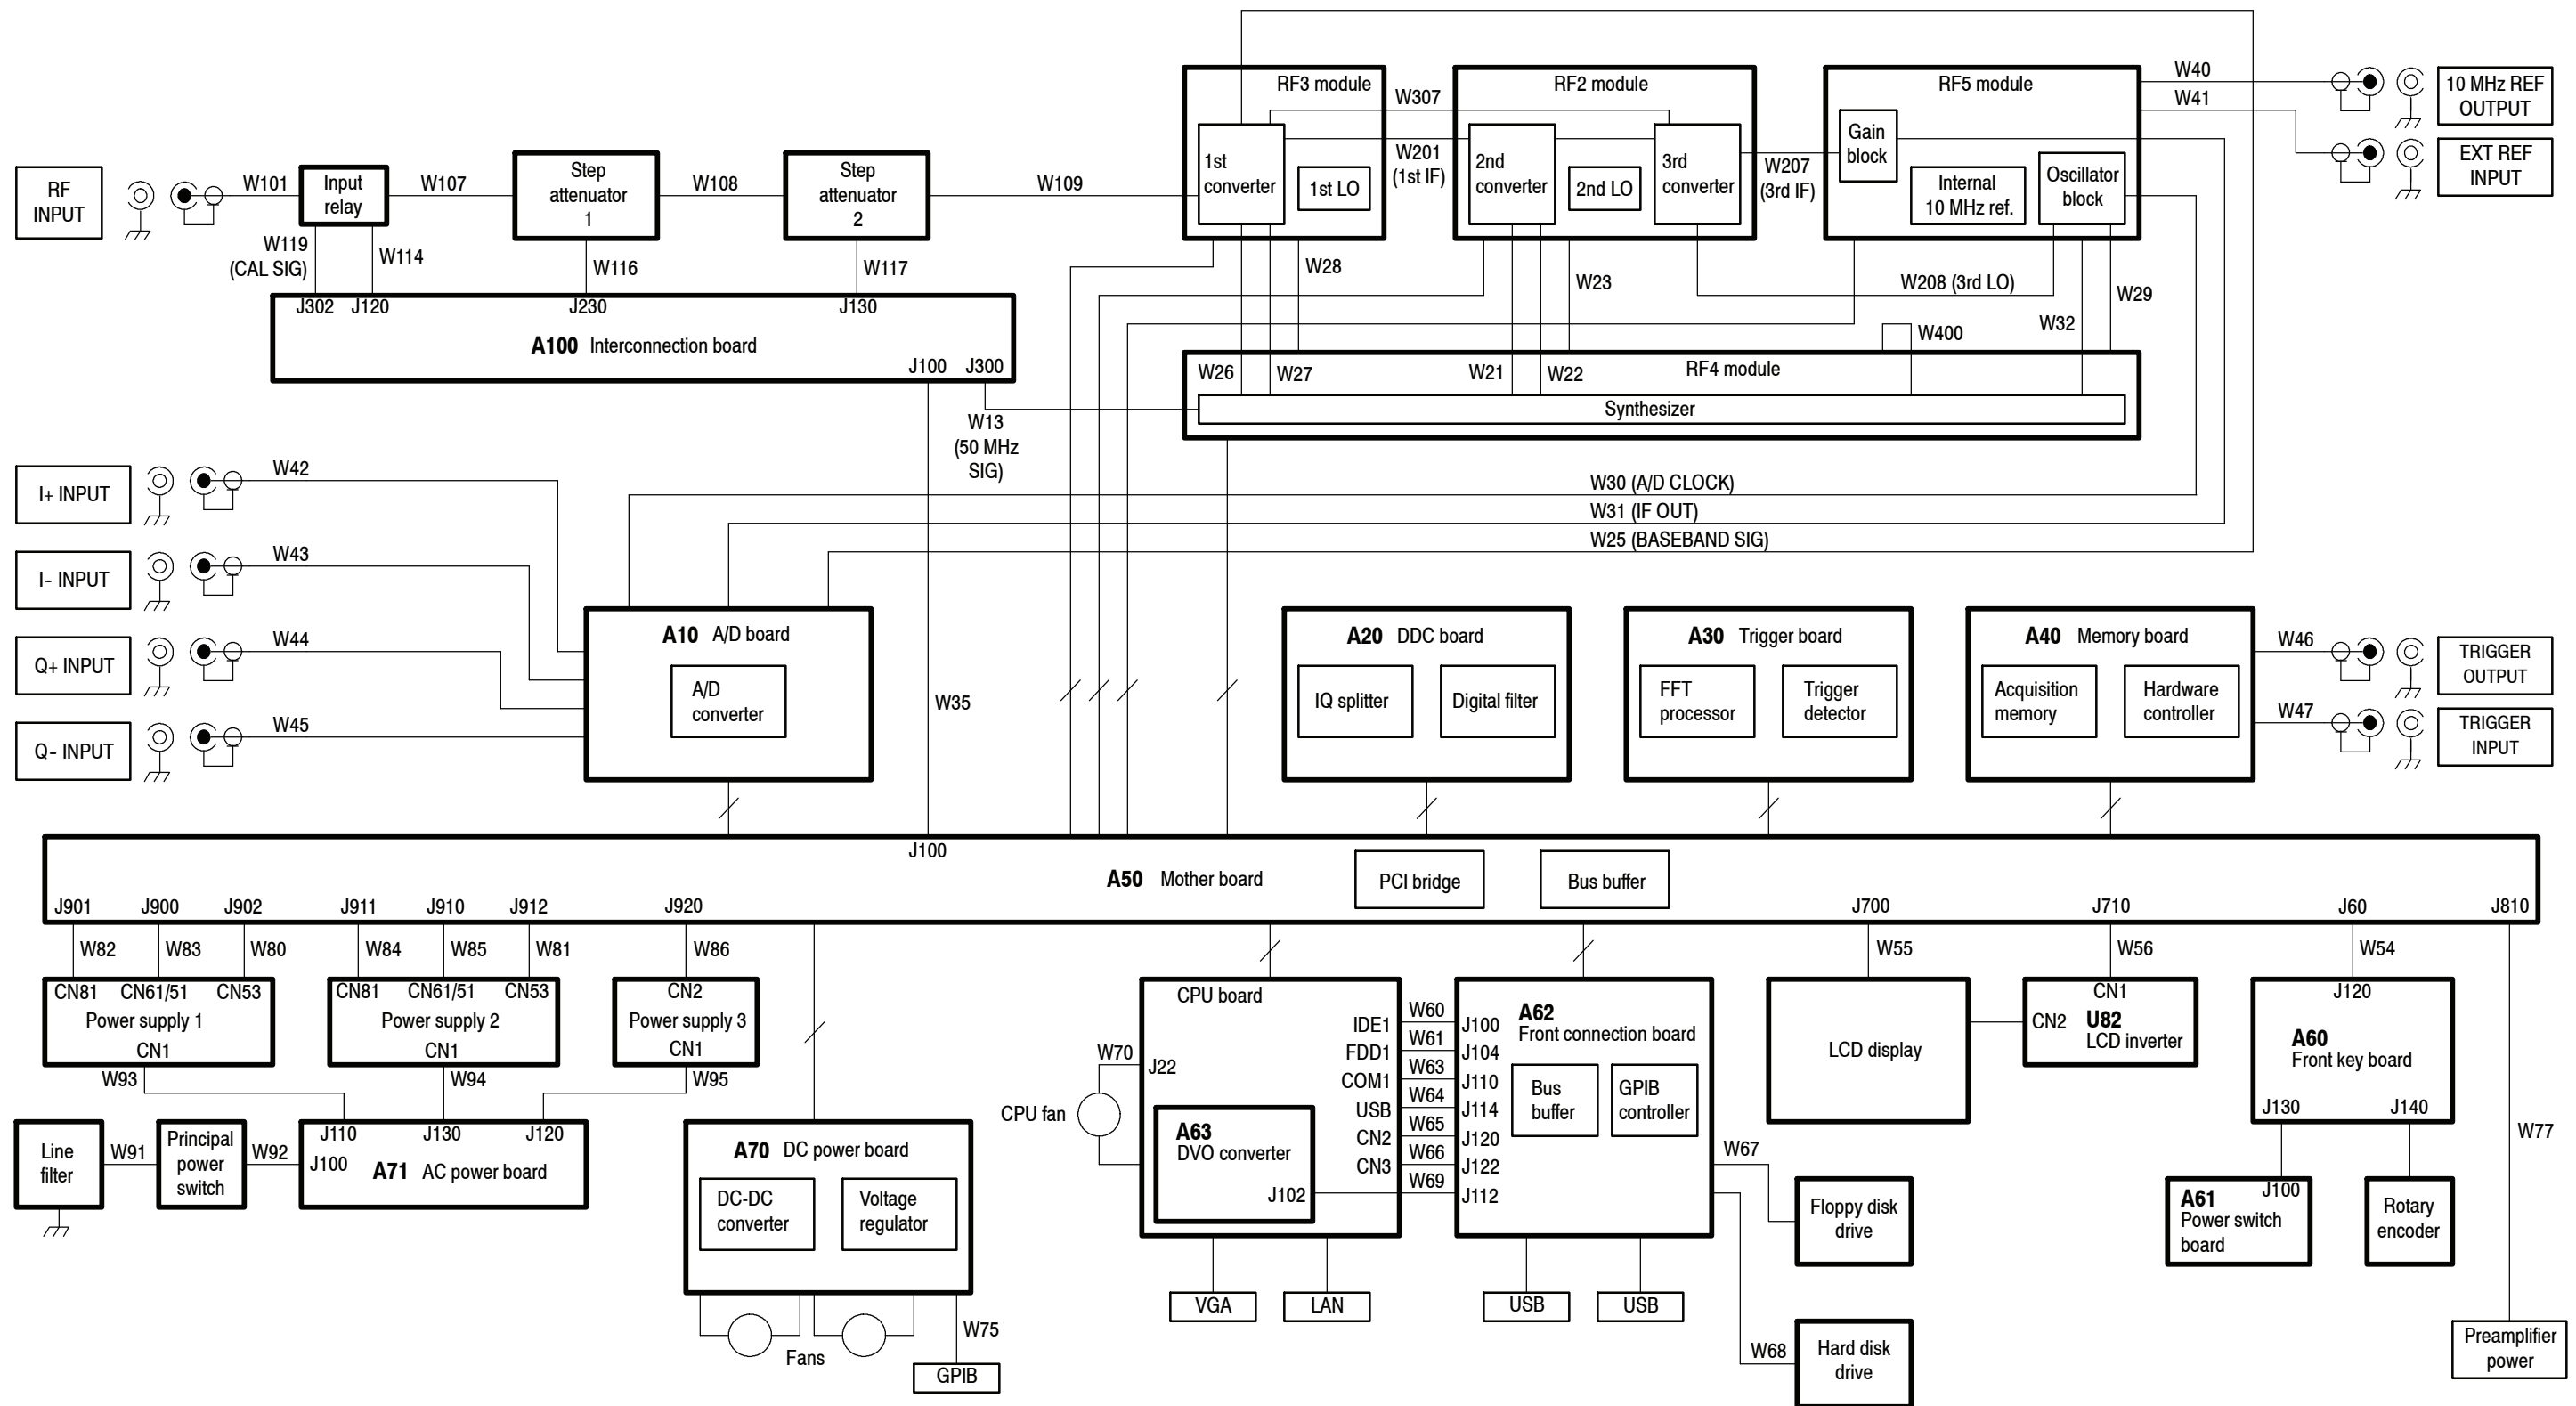 RF3 module
RF2 module
RF5 module
W307
W40
W41
10 MHz REF
OUTPUT
EXT REF
INPUT
RF
INPUT
W101
Input
relay
W107
Step
attenuator
1
W108
Step
attenuator
2
W109
1st
converter
1st LO
W201
(1st IF)
2nd
converter
2nd LO
3rd
converter
W207
(3rd IF)
Gain
block
Internal
10 MHz ref.
Oscillator
block
W119
(CAL SIG)
W114
W116
W117
W28
W23
W208 (3rd LO)
W29
W32
W400
J302
J120
J230
J130
A100 Interconnection board
J100
J300
W26
W27
W21
W22
RF4 module
Synthesizer
W13
(50 MHz
SIG)
I+ INPUT
W42
W30 (A/D CLOCK)
W31 (IF OUT)
W25 (BASEBAND SIG)
I- INPUT
W43
Q+ INPUT
W44
Q- INPUT
W45
A10 A/D board
A/D
converter
W35
A20 DDC board
IQ splitter
Digital filter
A30 Trigger board
FFT
processor
Trigger
detector
A40 Memory board
Acquisition
memory
Hardware
controller
W46
TRIGGER
OUTPUT
W47
TRIGGER
INPUT
J100
A50 Mother board
PCI bridge
Bus buffer
J901
J900
J902
J911
J910
J912
J920
J700
J710
J60
J810
W82
W83
W80
W84
W85
W81
W86
W55
W56
W54
CN81
CN61/51
CN53
Power supply 1
CN1
CN81
CN61/51
CN53
Power supply 2
CN1
CN2
Power supply 3
CN1
W93
W94
W95
Line
filter
W91
Principal
power
switch
W92
J110
J130
J120
J100
A71 AC power board
A70 DC power board
DC-DC
converter
Voltage
regulator
Fans
W75
GPIB
CPU board
W70
J22
CPU fan
IDE1
FDD1
COM1
USB
CN2
CN3
A63
DVO converter
J102
W60
W61
W63
W64
W65
W66
W69
J100
J104
J110
J114
J120
J122
J112
A62
Front connection board
Bus
buffer
GPIB
controller
VGA
LAN
USB
USB
W67
W68
Floppy disk
drive
Hard disk
drive
LCD display
CN1
CN2
U82
LCD inverter
J120
A60
Front key board
J130
J140
J100
A61
Power switch
board
Rotary
encoder
W77
Preamplifier
power